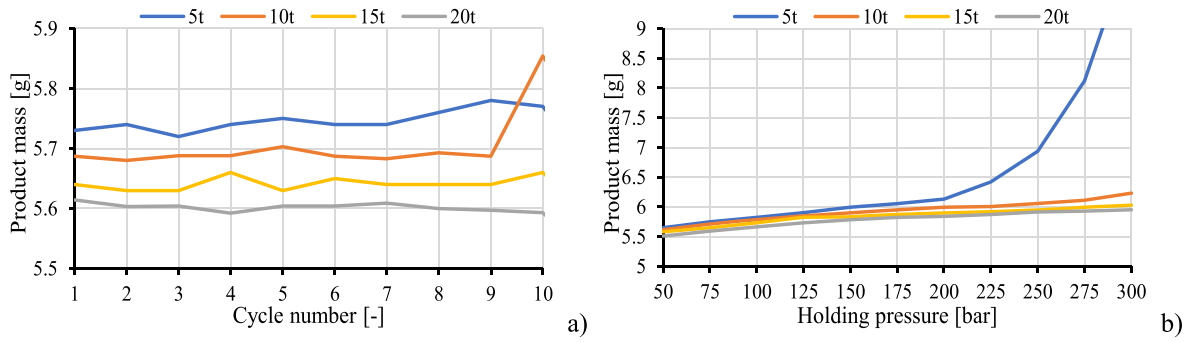 5t 10t 15t 20t
Product mass [g]
5.9
5.8
5.7
5.6
5.5
1 2 3 4 5 6 7 8 9 10
Cycle number [-]
a)
5t 10t 15t 20t
Product mass [g]
9
8.5
8
7.5
7
6.5
6
5.5
5
50 75 100 125 150 175 200 225 250 275 300
Holding pressure [bar]
b)